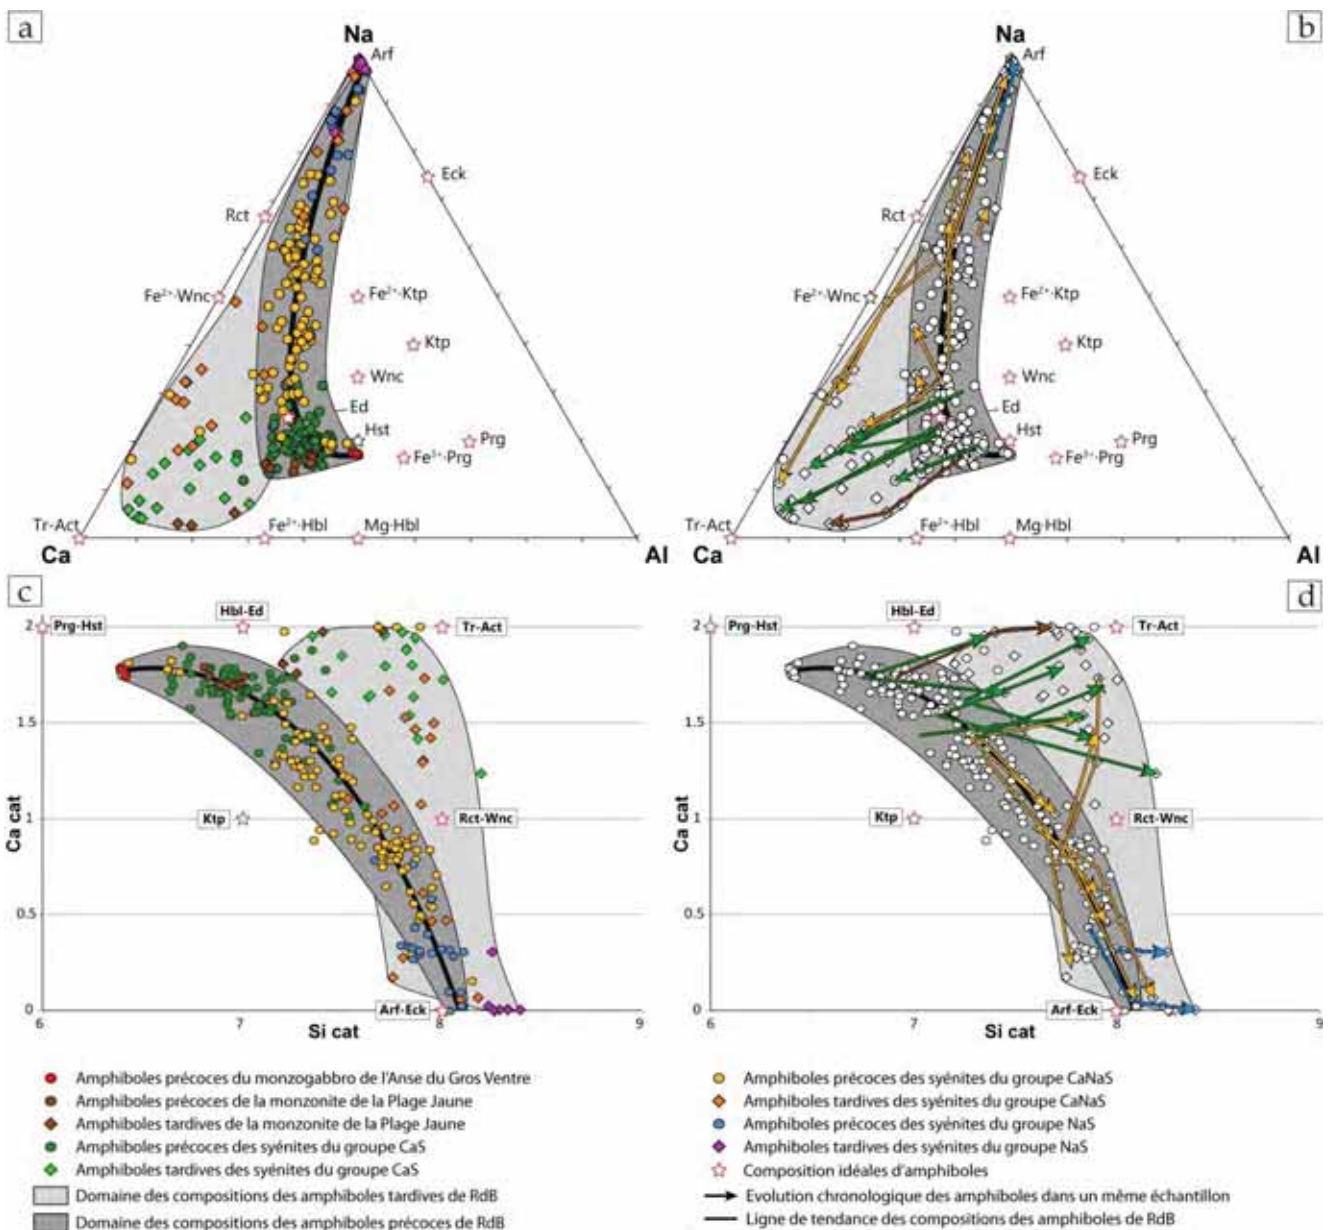 a
Na
Arf
Eck
Rct
Fe²⁺-Wnc
Fe²⁺-Ktp
Ktp
Wnc
Ed
Hst
Prg
Fe³⁺-Prg
Tr-Act
Fe²⁺-Hbl
Mg-Hbl
Ca
Al
b
Na
Arf
Eck
Rct
Fe²⁺-Wnc
Fe²⁺-Ktp
Ktp
Wnc
Ed
Hst
Prg
Fe³⁺-Prg
Tr-Act
Fe²⁺-Hbl
Mg-Hbl
Ca
Al
c
Hbl-Ed
2
Prg-Hst
Tr-Act
1.5
Ca cat
1
Ktp
Rct-Wnc
0.5
0
Arf-Eck
6
7
8
9
Si cat
d
Hbl-Ed
2
Prg-Hst
Tr-Act
1.5
Ca cat
1
Ktp
Rct-Wnc
0.5
0
Arf-Eck
6
7
8
9
Si cat
Amphiboles précoces du monzogabbro de l'Anse du Gros Ventre
Amphiboles précoces de la monzonite de la Plage Jaune
Amphiboles tardives de la monzonite de la Plage Jaune
Amphiboles précoces des syénites du groupe CaS
Amphiboles tardives des syénites du groupe CaS
Domaine des compositions des amphiboles tardives de RdB
Domaine des compositions des amphiboles précoces de RdB
Amphiboles précoces des syénites du groupe CaNaS
Amphiboles tardives des syénites du groupe CaNaS
Amphiboles précoces des syénites du groupe NaS
Amphiboles tardives des syénites du groupe NaS
Composition idéales d'amphiboles
Evolution chronologique des amphiboles dans un même échantillon
Ligne de tendance des compositions des amphiboles de RdB